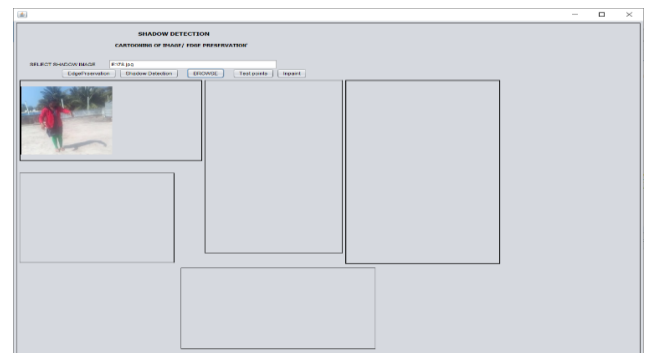 SHADOW DETECTION
CARTOONING OF IMAGE/ EDGE PRESERVATION
SELECT SHADOW IMAGE
EdgePreservation Shadow Detection BROWSE Test points Inpaint